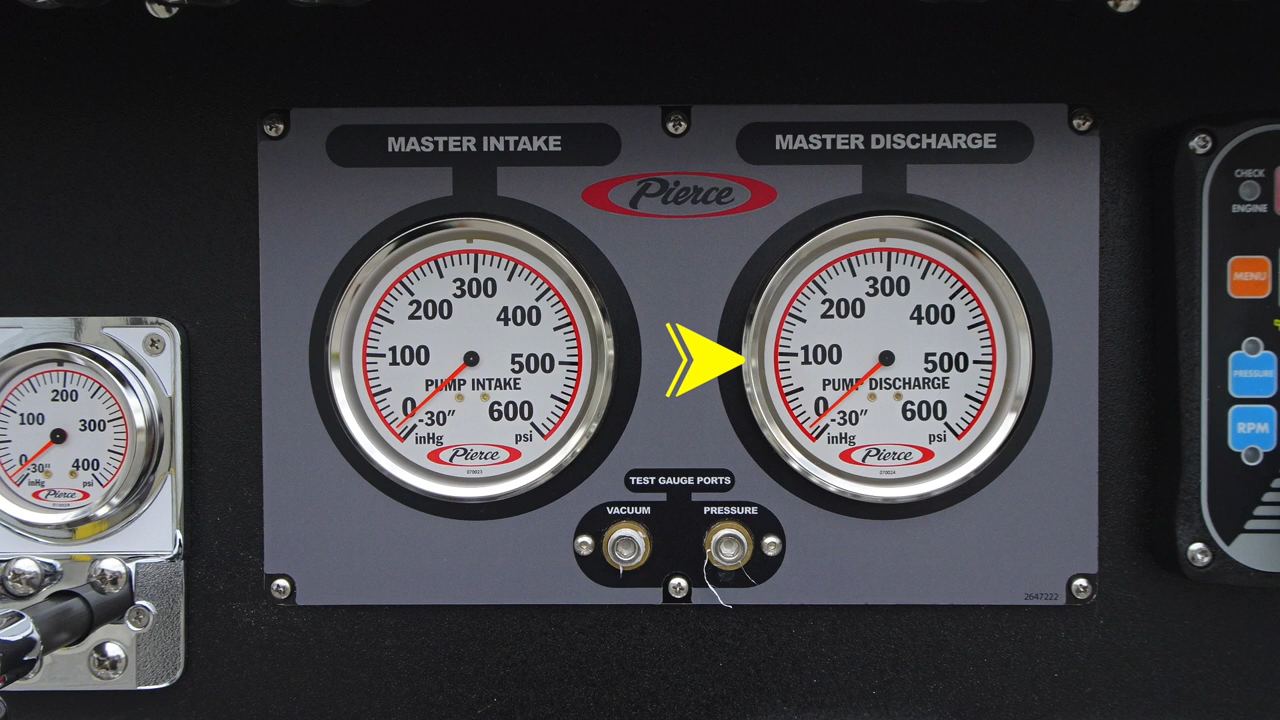 MASTER INTAKE
MASTER DISCHARGE
Pierce
300
200
400
100
500
PUMP INTAKE
0
-30"
600
inHg
psi
Pierce
070023
300
200
400
100
500
PUMP DISCHARGE
0
-30"
600
inHg
psi
Pierce
070024
200
100
300
0
-30"
400
inHg
psi
Pierce
TEST GAUGE PORTS
VACUUM
PRESSURE
2647222
CHECK
ENGINE
MENU
PRESSURE
RPM